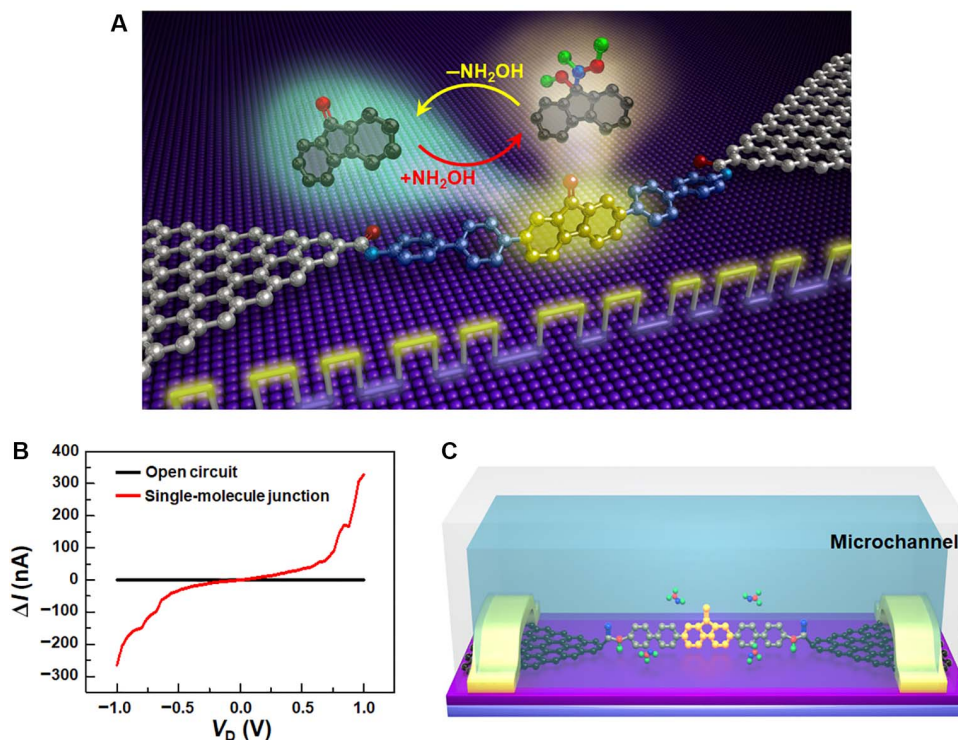 A
–NH₂OH
+NH₂OH
B
400
300
200
100
0
−100
−200
−300
ΔI (nA)
Open circuit
Single-molecule junction
−1.0
−0.5
0.0
0.5
1.0
V_D (V)
C
Microchannel